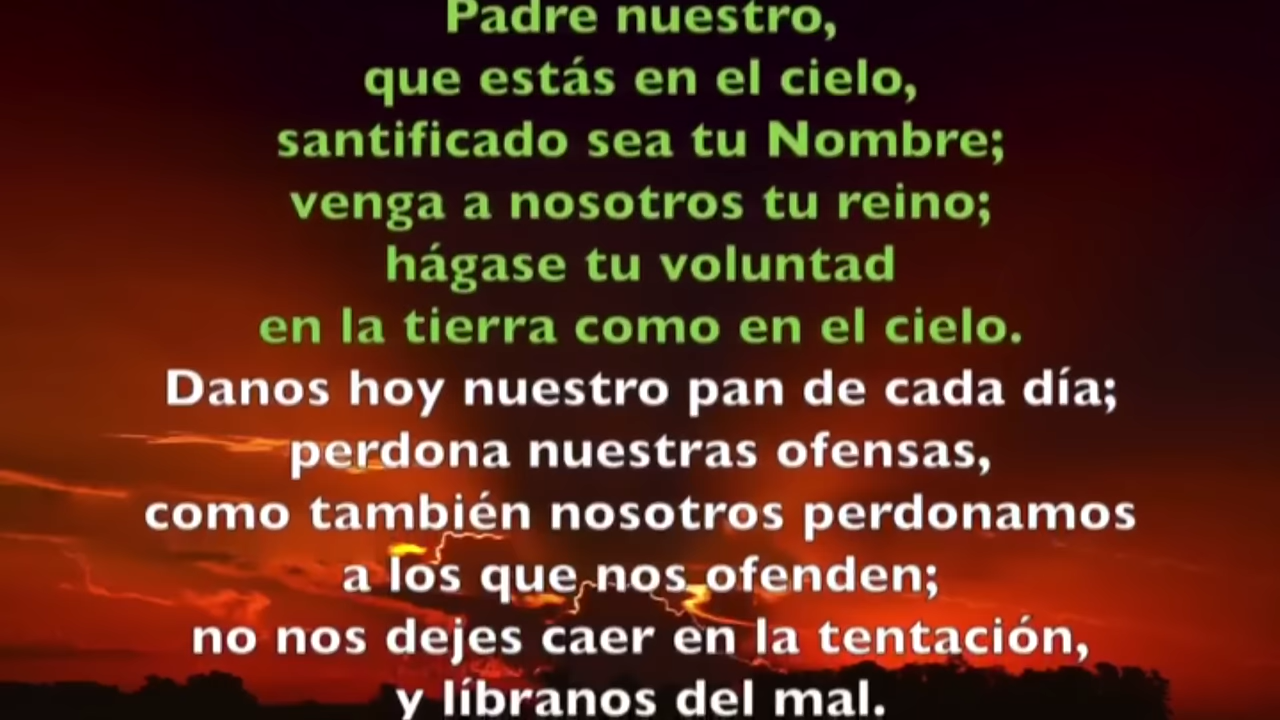 Padre nuestro,
que estás en el cielo,
santificado sea tu Nombre;
venga a nosotros tu reino;
hágase tu voluntad
en la tierra como en el cielo.
Danos hoy nuestro pan de cada día;
perdona nuestras ofensas,
como también nosotros perdonamos
a los que nos ofenden;
no nos dejes caer en la tentación,
y líbranos del mal.